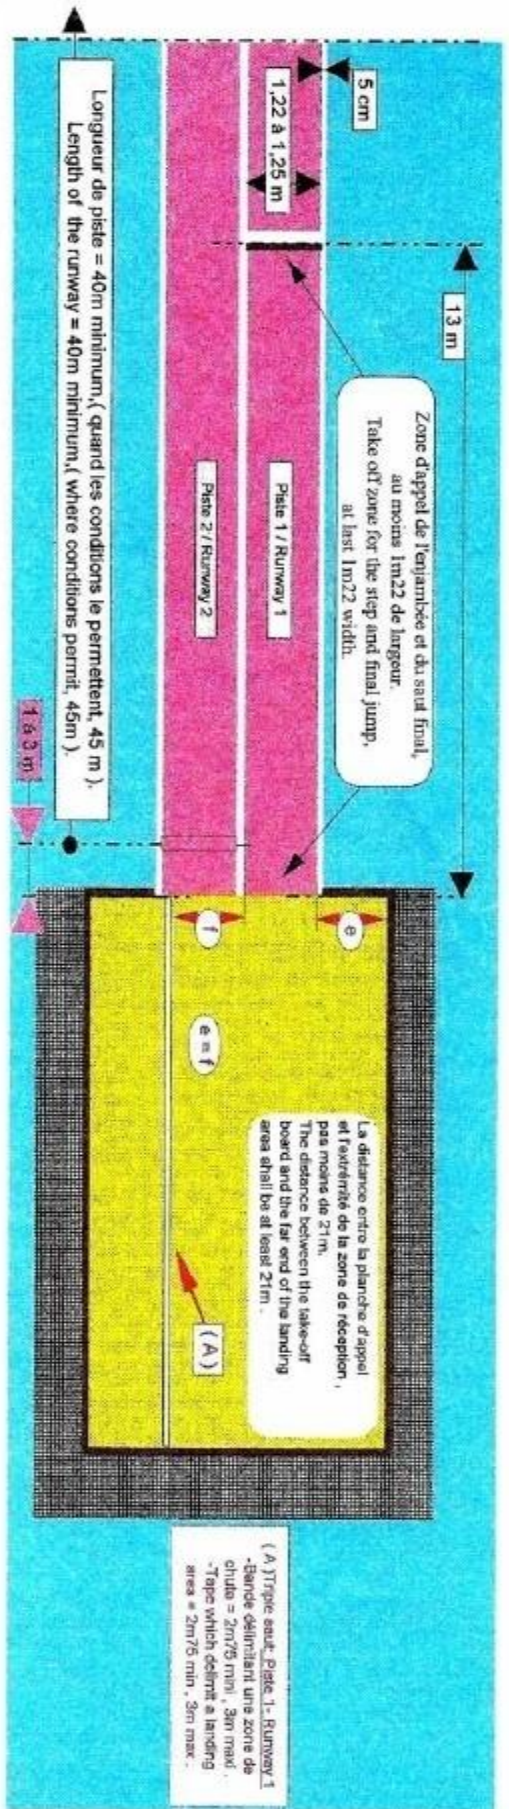 5 cm
1,22 à 1,25 m
13 m
Zone d'appel de l'enjambée et du saut final,
au moins 1m22 de largeur.
Take off zone for the step and final jump,
at last 1m22 width.
Piste 1 / Runway 1
Piste 2 / Runway 2
Longueur de piste = 40m minimum,( quand les conditions le permettent, 45 m ).
Length of the runway = 40m minimum,( where conditions permit, 45m ).
1 à 3 m
e
f
e = f
La distance entre la planche d'appel
et l'extrémité de la zone de réception ,
pas moins de 21m.
The distance between the take-off
board and the far end of the landing
area shall be at least 21m .
( A )
( A )Triple saut: Piste 1 - Runway 1
-Bande délimitant une zone de
chute = 2m75 mini , 3m maxi .
-Tape which delimit a landing
area = 2m75 min , 3m max .